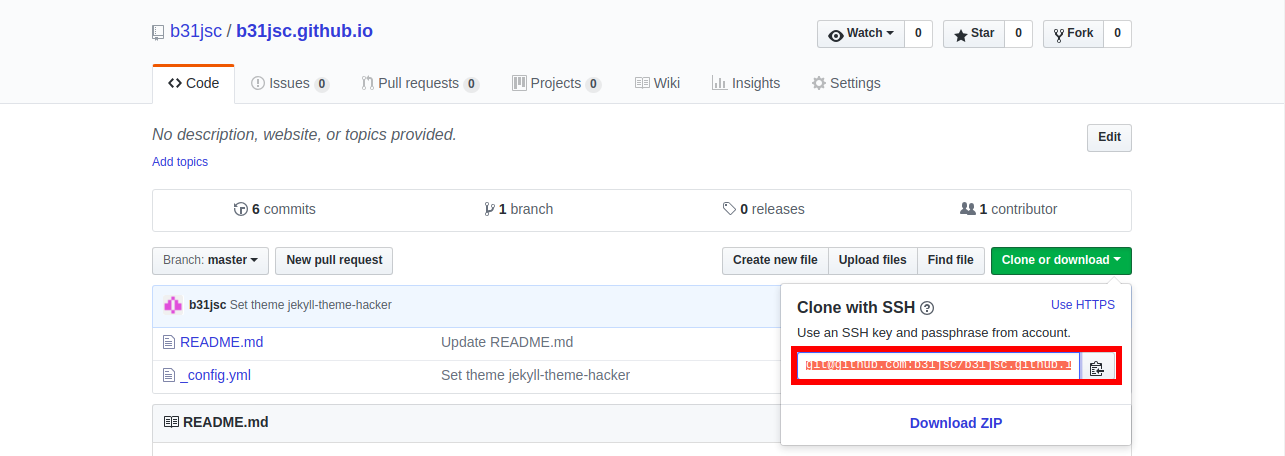 b31jsc / b31jsc.github.io
Watch 0 Star 0 Fork 0
Code Issues 0 Pull requests 0 Projects 0 Wiki Insights Settings
No description, website, or topics provided. Edit
Add topics
6 commits 1 branch 0 releases 1 contributor
Branch: master New pull request Create new file Upload files Find file Clone or download
b31jsc Set theme jekyll-theme-hacker
README.md Update README.md
_config.yml Set theme jekyll-theme-hacker
README.md
Clone with SSH Use HTTPS
Use an SSH key and passphrase from account.
git@github.com:b31jsc/b31jsc.github.i
Download ZIP